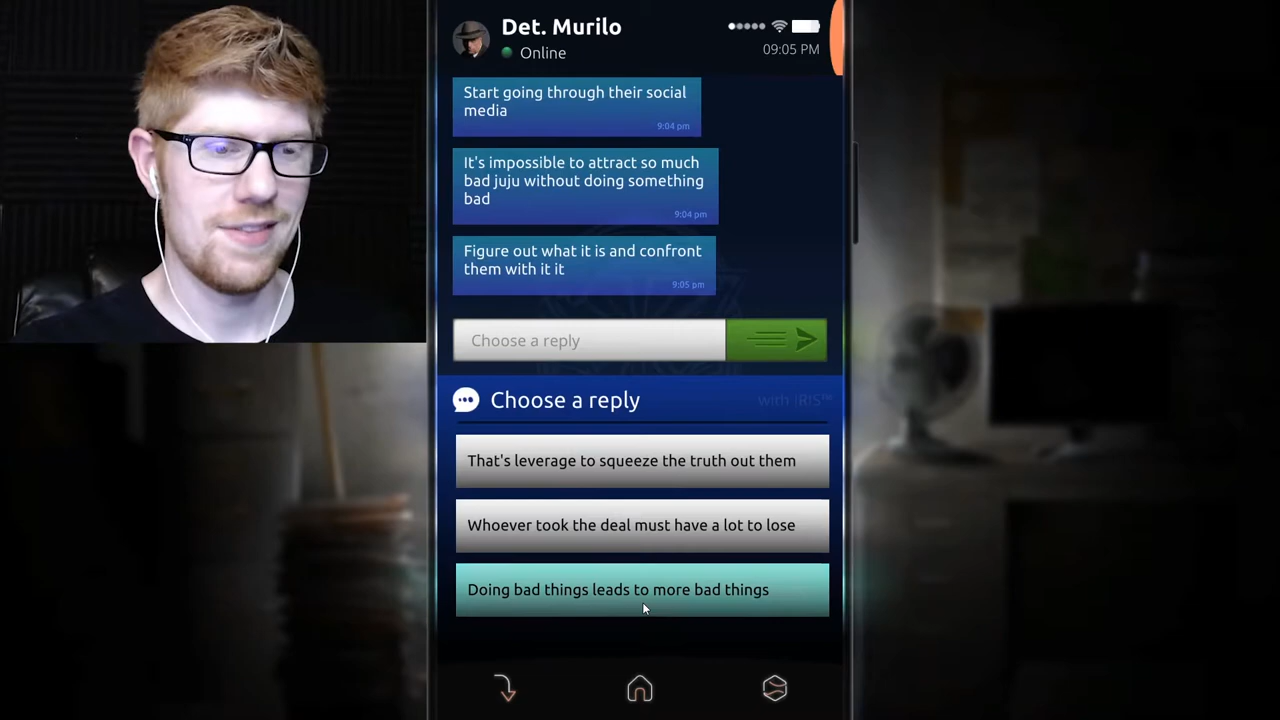 Det. Murilo
Online
09:05 PM
Start going through their social
media
9:04 pm
It's impossible to attract so much
bad juju without doing something
bad
9:04 pm
Figure out what it is and confront
them with it it
9:05 pm
Choose a reply
Choose a reply
with IRIS™
That's leverage to squeeze the truth out them
Whoever took the deal must have a lot to lose
Doing bad things leads to more bad things